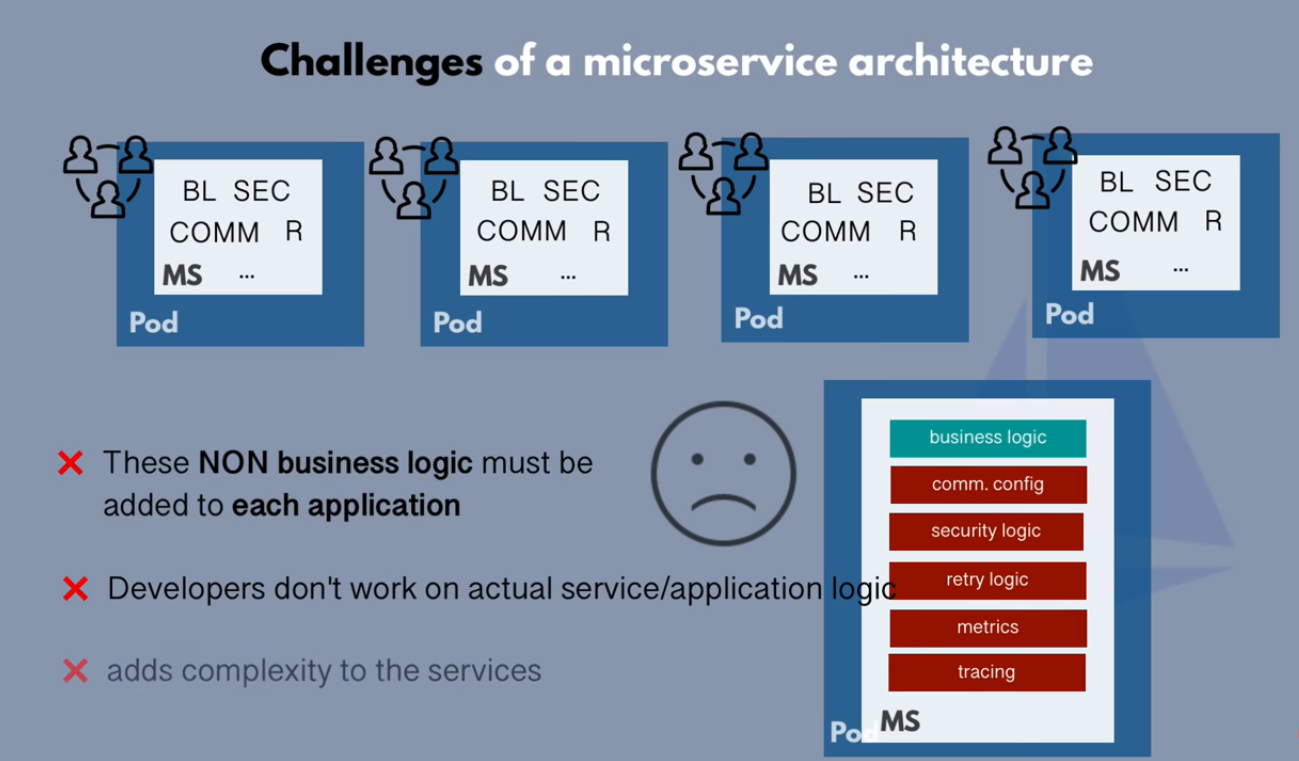 Challenges of a microservice architecture
BL SEC
COMM R
MS ...
Pod
BL SEC
COMM R
MS ...
Pod
BL SEC
COMM R
MS ...
Pod
BL SEC
COMM R
MS ...
Pod
These NON business logic must be
added to each application
Developers don't work on actual service/application logic
adds complexity to the services
business logic
comm. config
security logic
retry logic
metrics
tracing
MS
Pod